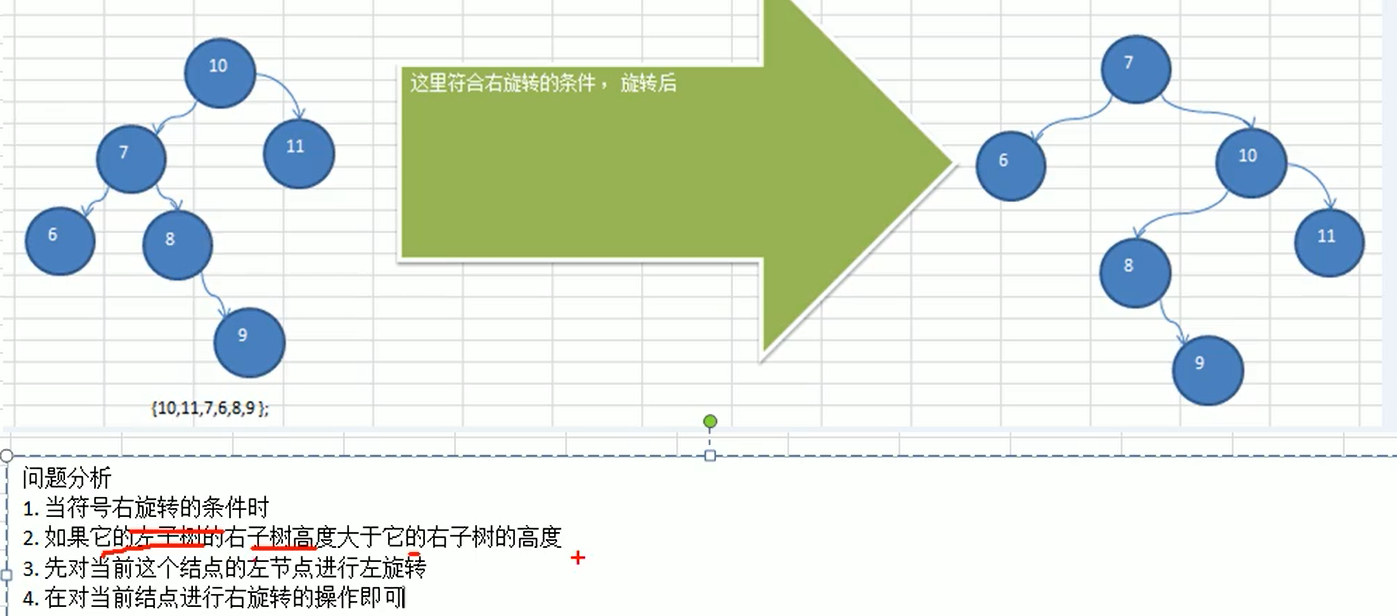 10
7
11
6
8
9
{10,11,7,6,8,9 };
这里符合右旋转的条件， 旋转后
7
6
10
8
11
9
问题分析
1. 当符号右旋转的条件时
2. 如果它的左子树的右子树高度大于它的右子树的高度
3. 先对当前这个结点的左节点进行左旋转
4. 在对当前结点进行右旋转的操作即可